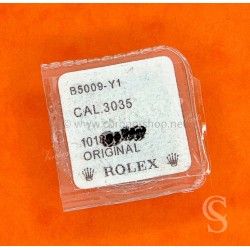 B5009-Y1
CAL.3035
ORIGINAL
ROLEX
S